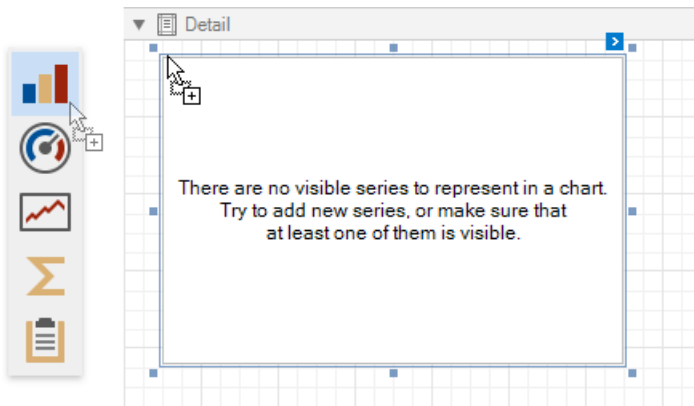 Detail
There are no visible series to represent in a chart.
Try to add new series, or make sure that
at least one of them is visible.